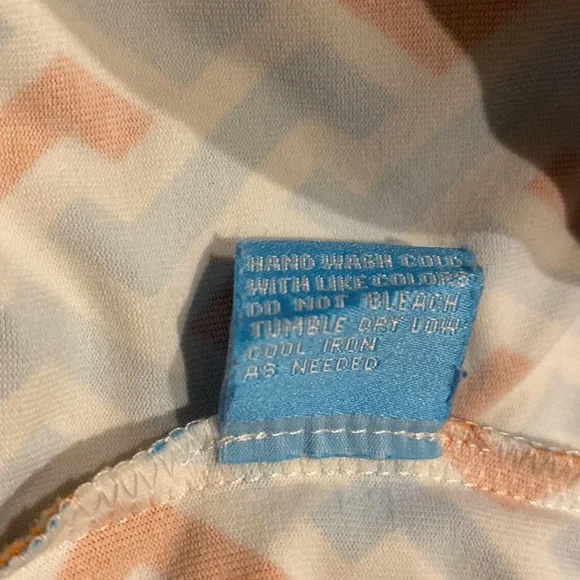 HAND WASH COLD
WITH LIKE COLORS
DO NOT BLEACH
TUMBLE DRY LOW
COOL IRON
AS NEEDED